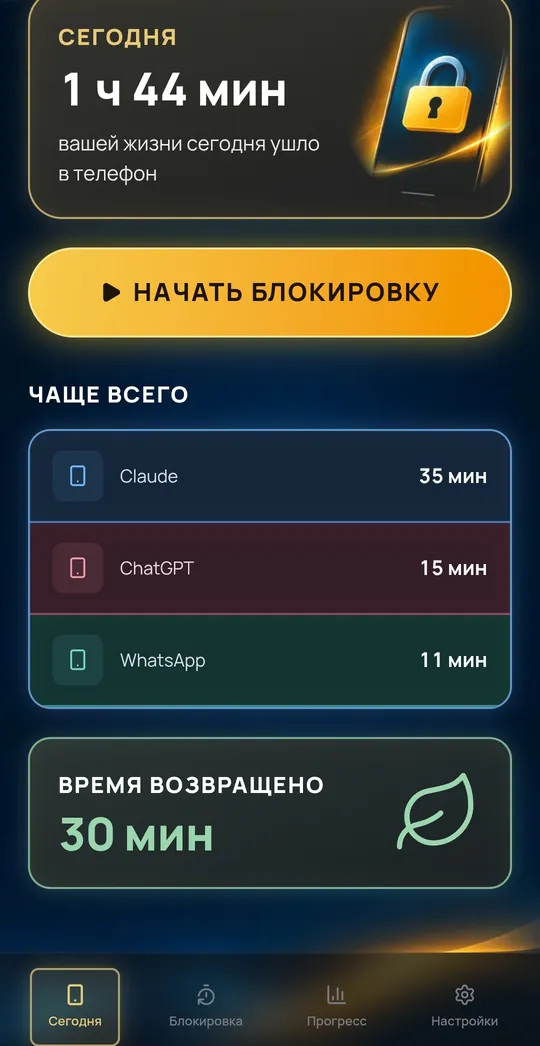 СЕГОДНЯ
1 ч 44 мин
вашей жизни сегодня ушло
в телефон
НАЧАТЬ БЛОКИРОВКУ
ЧАЩЕ ВСЕГО
Claude 35 мин
ChatGPT 15 мин
WhatsApp 11 мин
ВРЕМЯ ВОЗВРАЩЕНО
30 мин
Сегодня Блокировка Прогресс Настройки